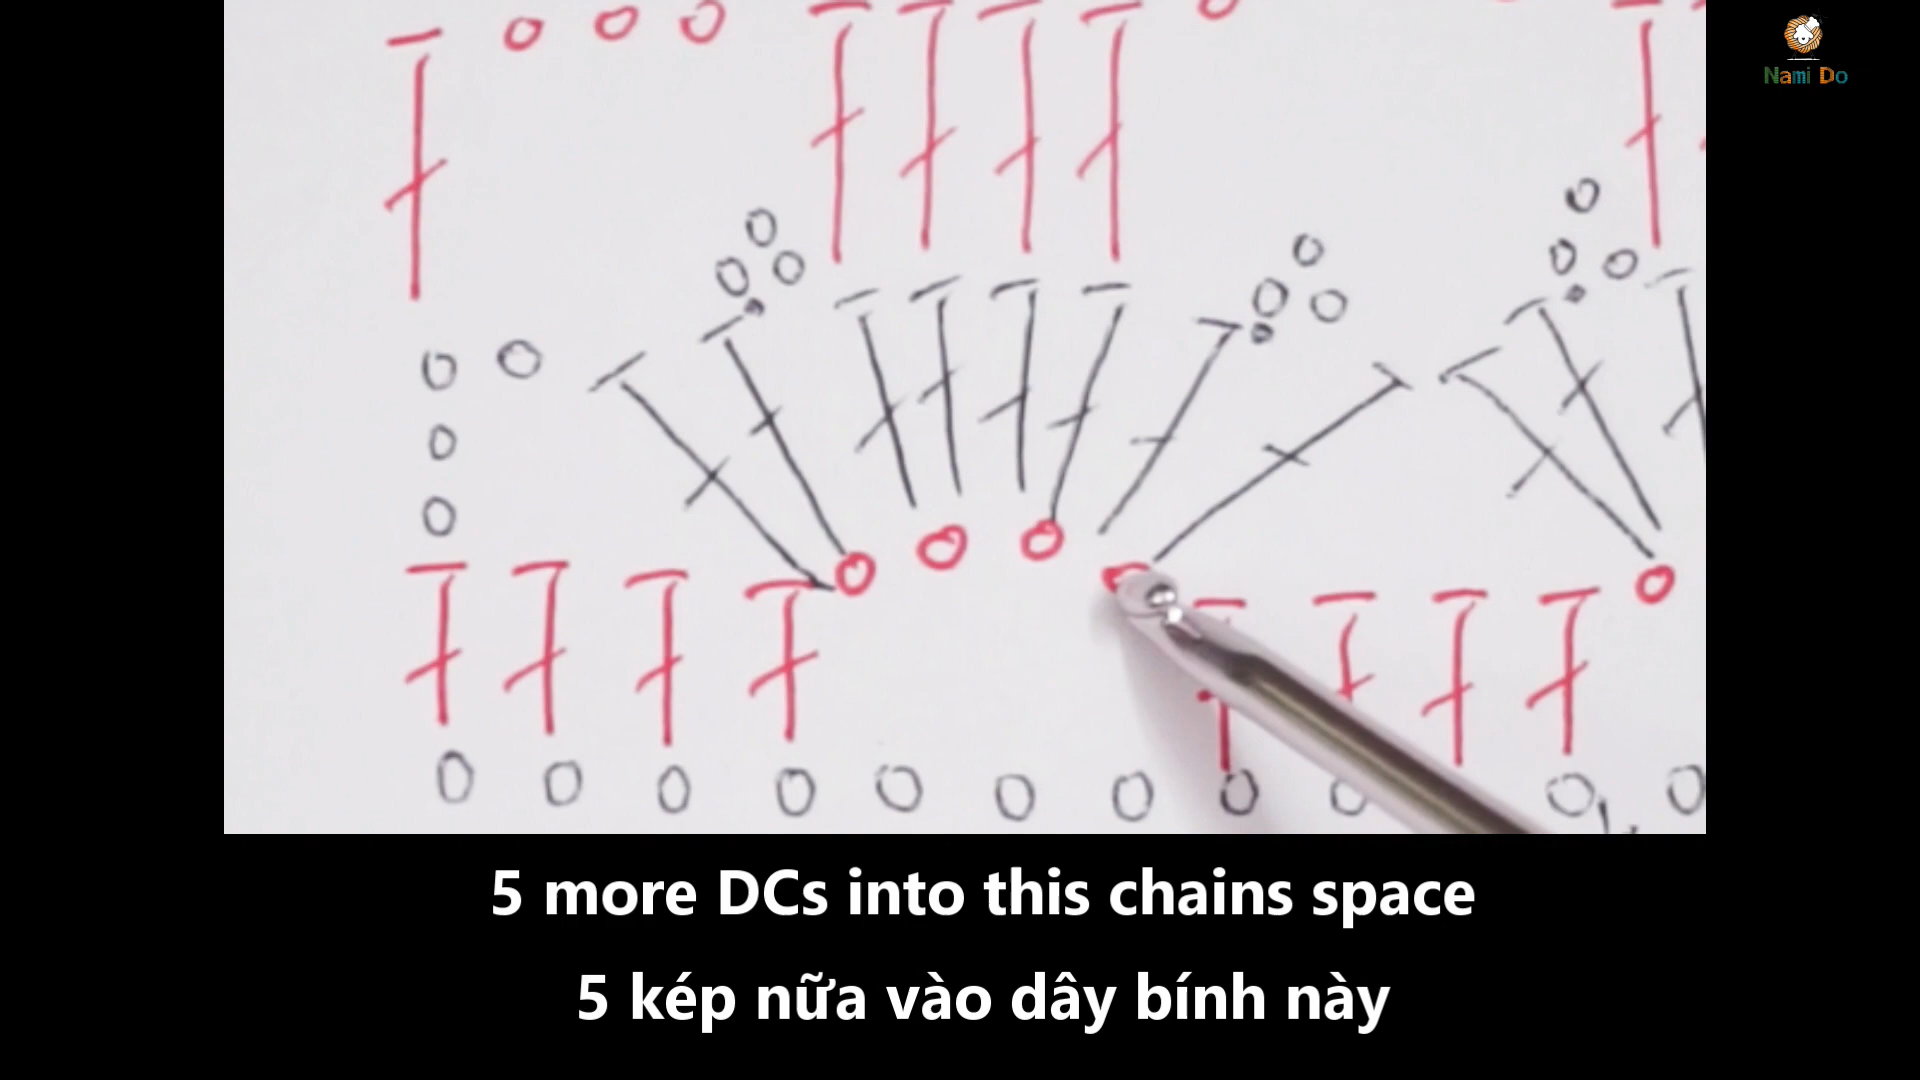 Nami Do
5 more DCs into this chains space
5 kép nữa vào dây bính này